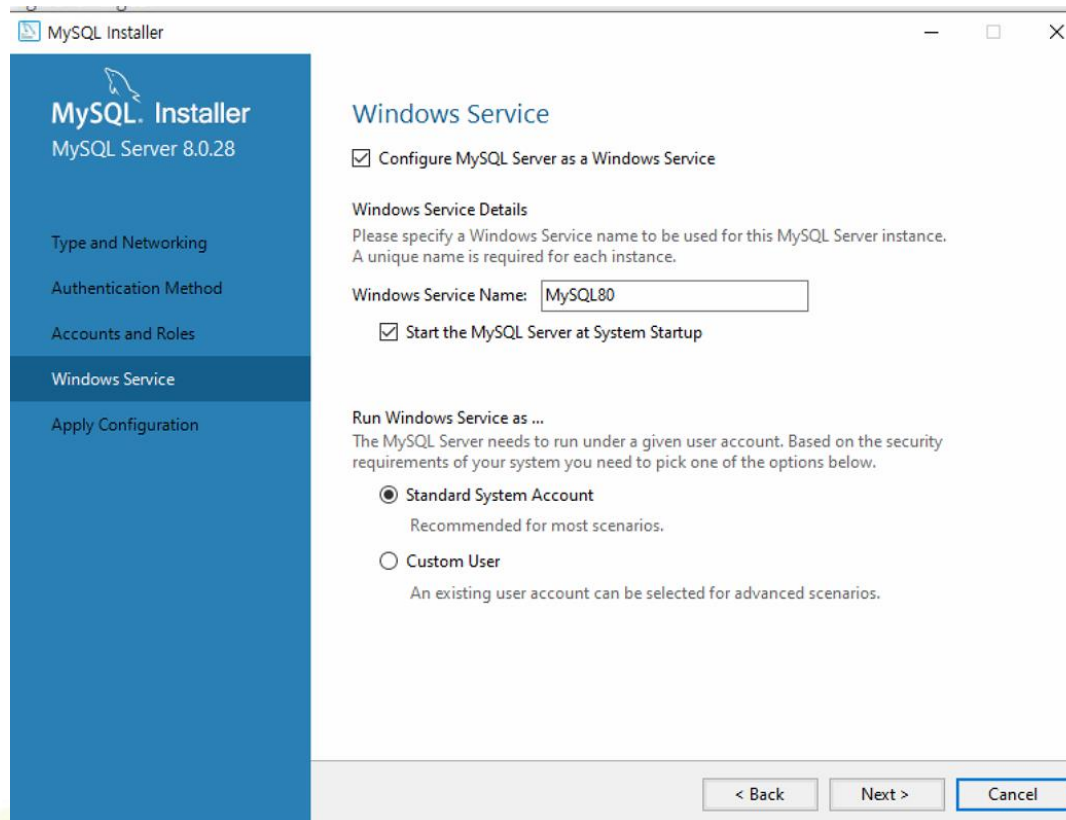 MySQL Installer
MySQL. Installer
MySQL Server 8.0.28
Type and Networking
Authentication Method
Accounts and Roles
Windows Service
Apply Configuration
Windows Service
Configure MySQL Server as a Windows Service
Windows Service Details
Please specify a Windows Service name to be used for this MySQL Server instance.
A unique name is required for each instance.
Windows Service Name: MySQL80
Start the MySQL Server at System Startup
Run Windows Service as ...
The MySQL Server needs to run under a given user account. Based on the security
requirements of your system you need to pick one of the options below.
Standard System Account
Recommended for most scenarios.
Custom User
An existing user account can be selected for advanced scenarios.
< Back Next > Cancel